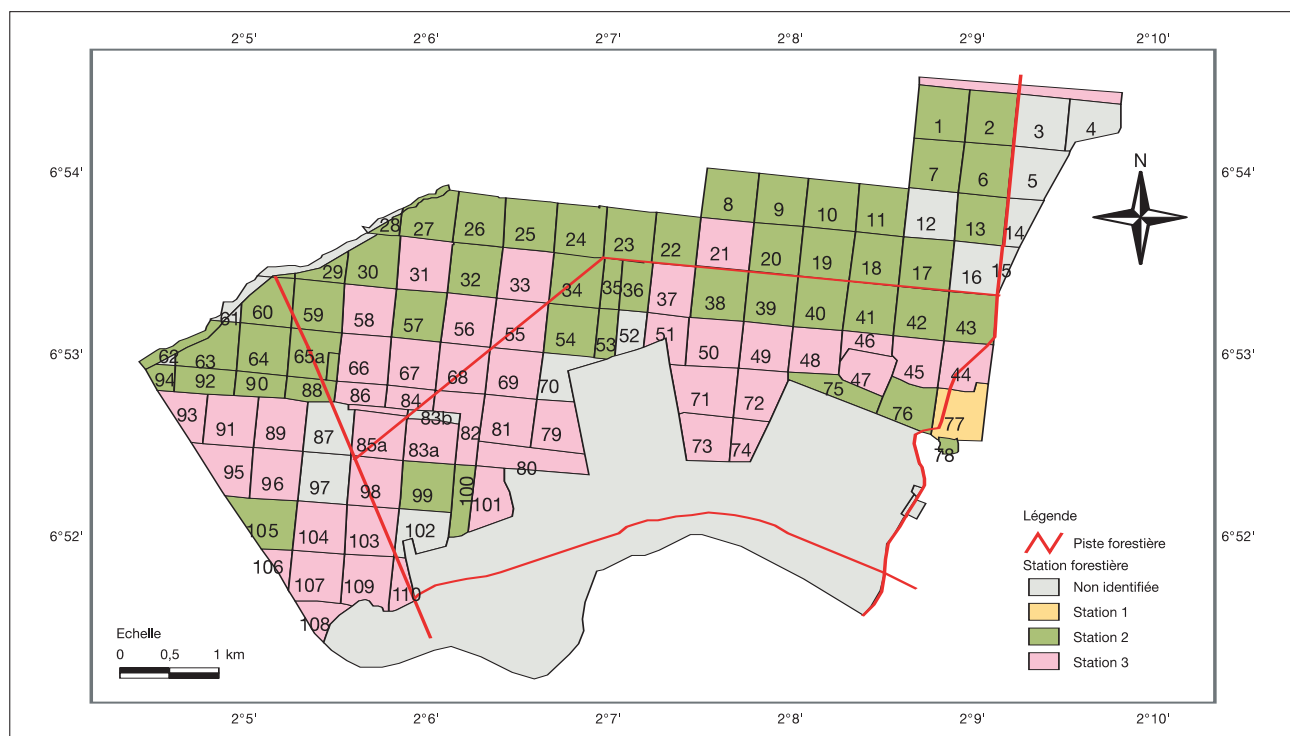 2°5' 2°6' 2°7' 2°8' 2°9' 2°10'
1 2 3 4
6°54' 7 6 5 N 6°54'
8 9 10 11 12 13 14
28 27 26 25 24 23 22 21 20 19 18 17 16 15
29 30 31 32 33 34 35 36 37 38 39 40 41 42 43
61 60 59 58 57 56 55 54 53 52 51 50 49 48 46 45 44
6°53' 6°53'
62 63 64 65a 66 67 68 69 70 47
94 92 90 88 86 84 83b 71 72 75 76 77
93 91 89 87 85a 83a 82 81 79 73 74 78
95 96 97 98 99 100 101 80
105 104 103 102
6°52' 6°52'
106 107 109 110
108
Légende
Piste forestière
Station forestière
Non identifiée
Station 1
Station 2
Station 3
Echelle
0 0,5 1 km
2°5' 2°6' 2°7' 2°8' 2°9' 2°10'